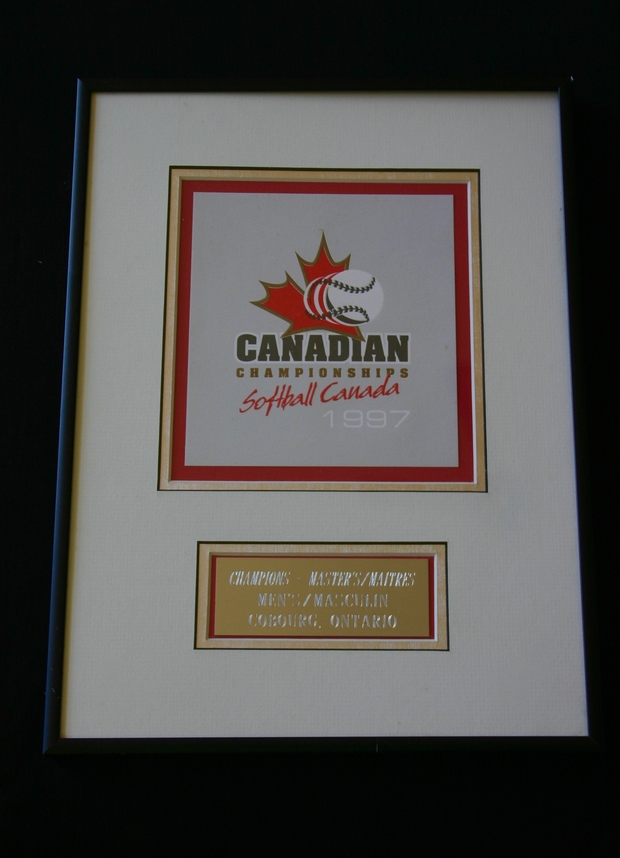 CANADIAN
CHAMPIONSHIPS
Softball Canada
1997
CHAMPIONS - MASTER'S/MAITRES
MEN'S/MASCULIN
COBOURG, ONTARIO